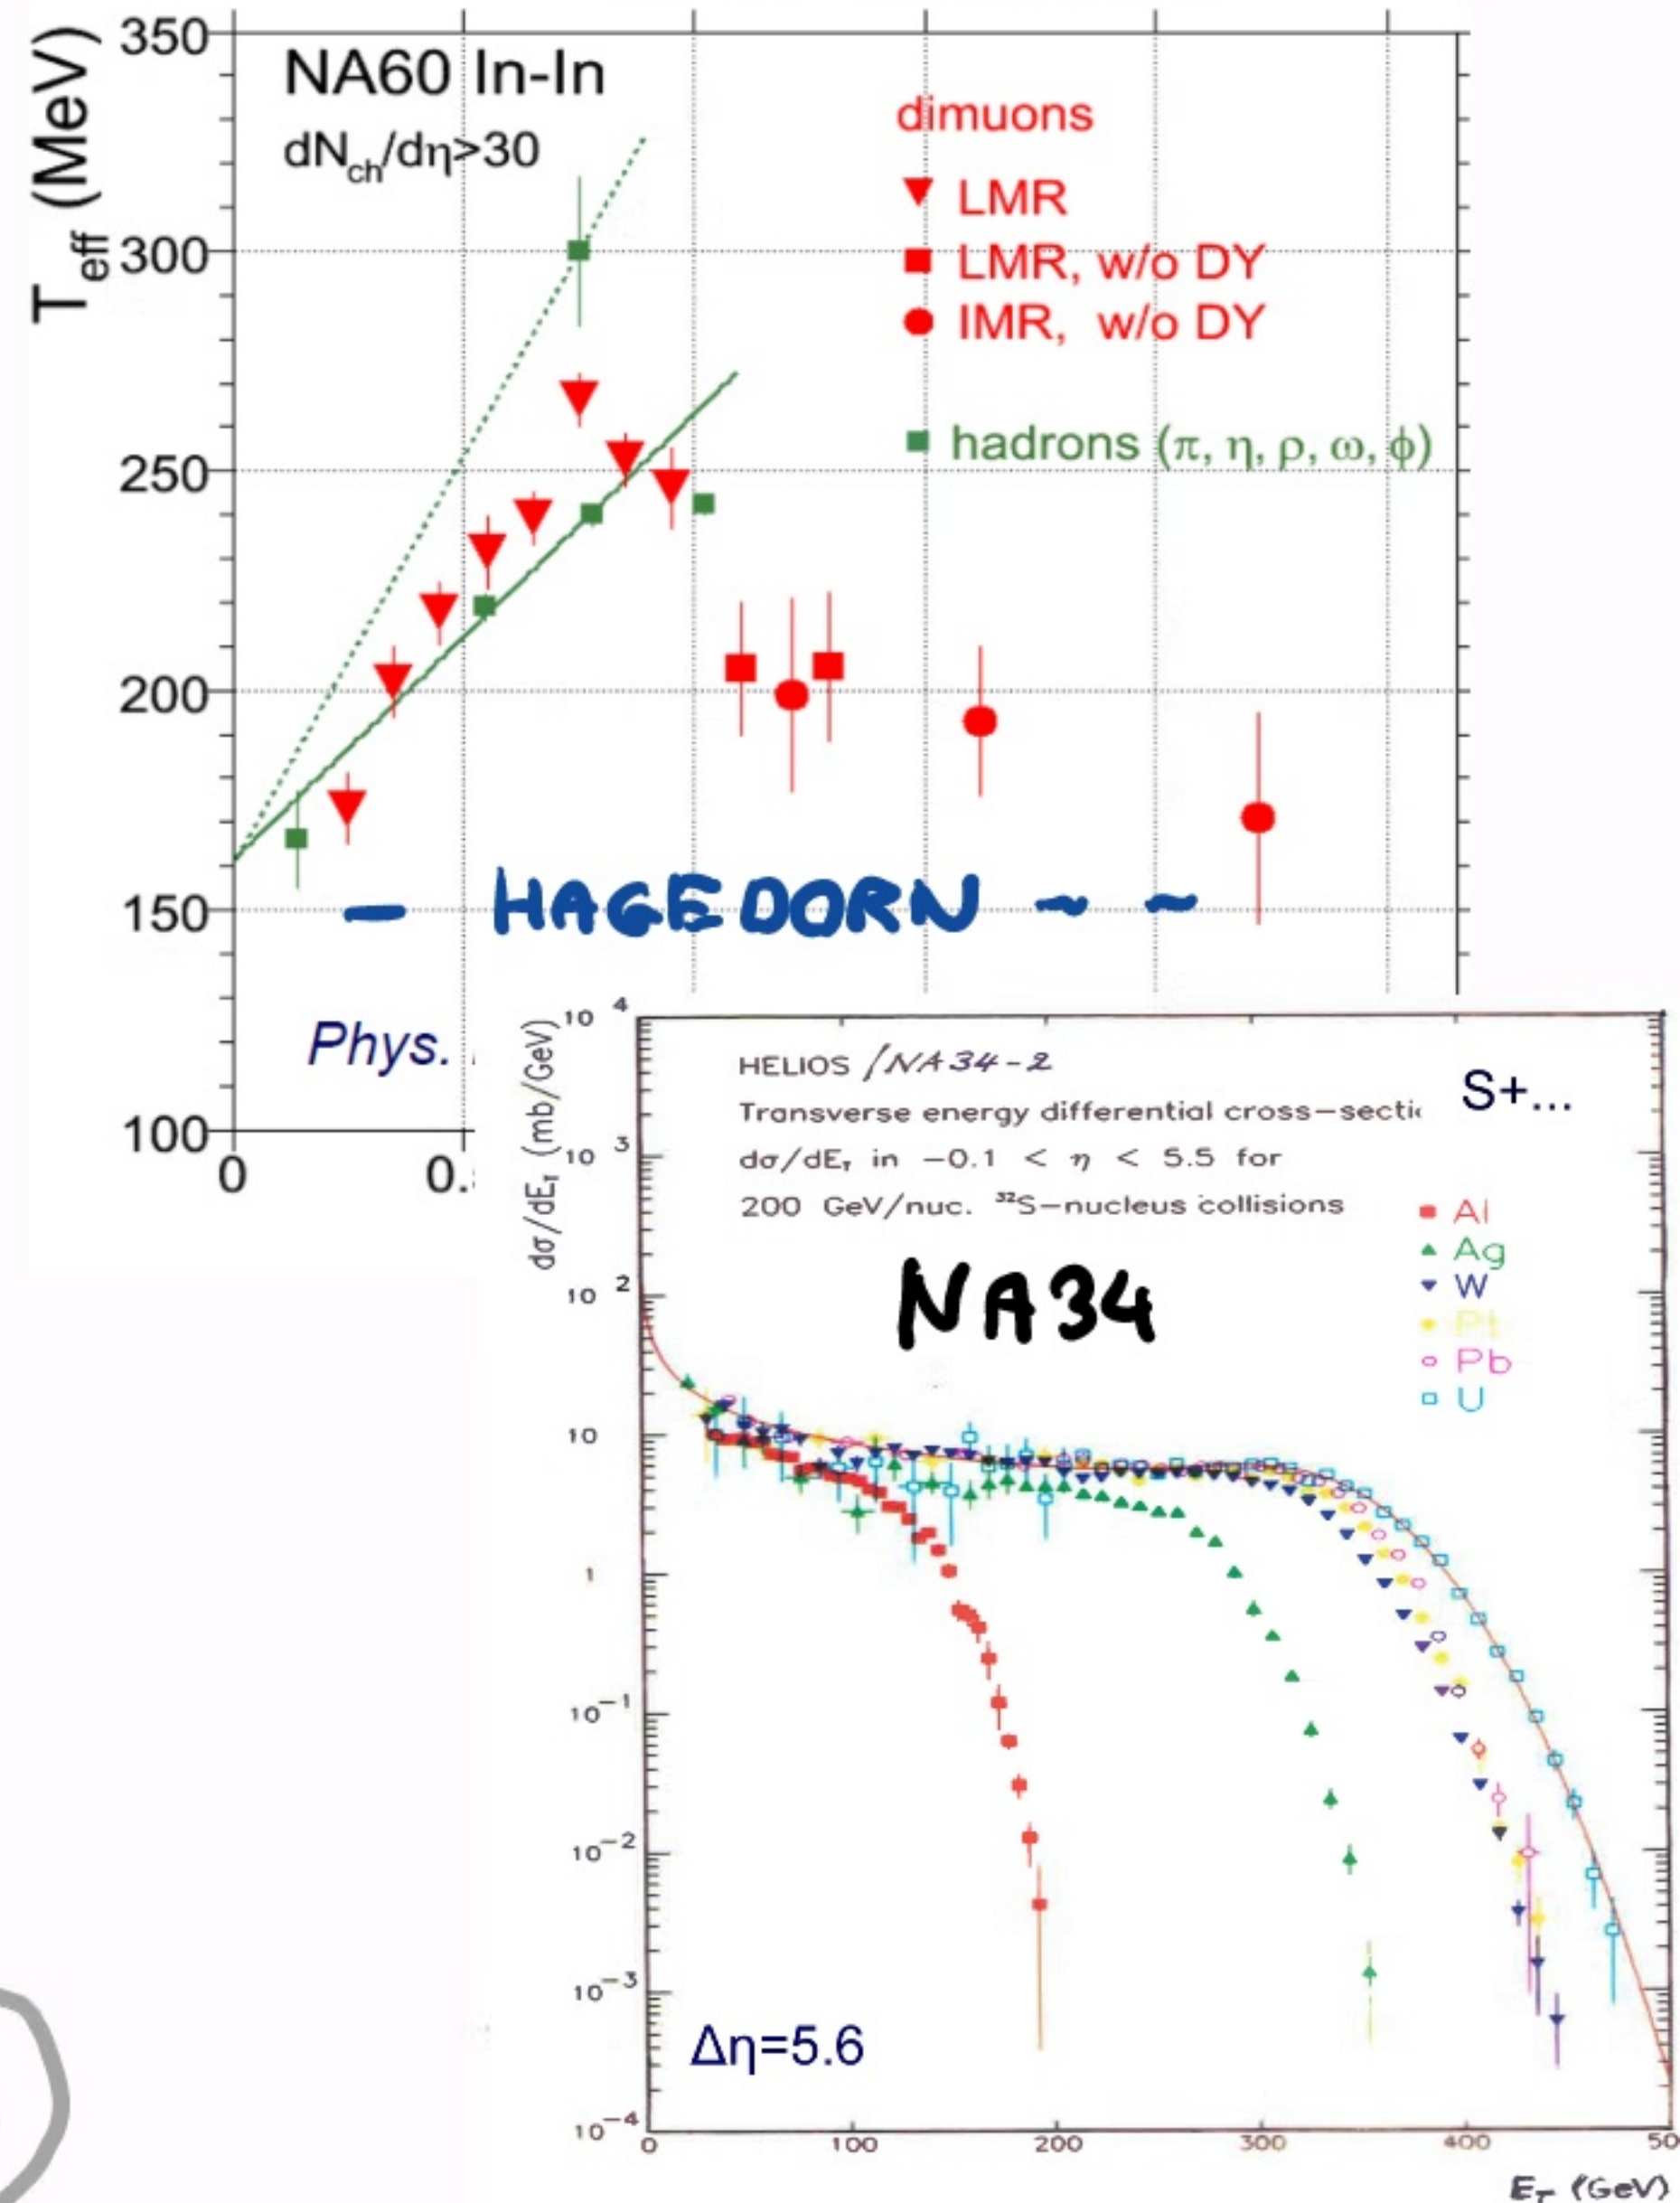 T_eff (MeV)
350
300
250
200
150
100
0
NA60 In-In
dN_ch/dη>30
dimuons
LMR
LMR, w/o DY
IMR, w/o DY
hadrons (π, η, ρ, ω, φ)
HAGEDORN
Phys.
dσ/dE_T (mb/GeV)
10 4
10 3
10 2
10
1
10−1
10−2
10−3
10−4
HELIOS /NA34-2
S+...
Transverse energy differential cross−secti
dσ/dE_T in −0.1 < η < 5.5 for
200 GeV/nuc. ³²S−nucleus collisions
NA34
Al
Ag
W
Pt
Pb
U
Δη=5.6
0 100 200 300 400 50
E_T (GeV)